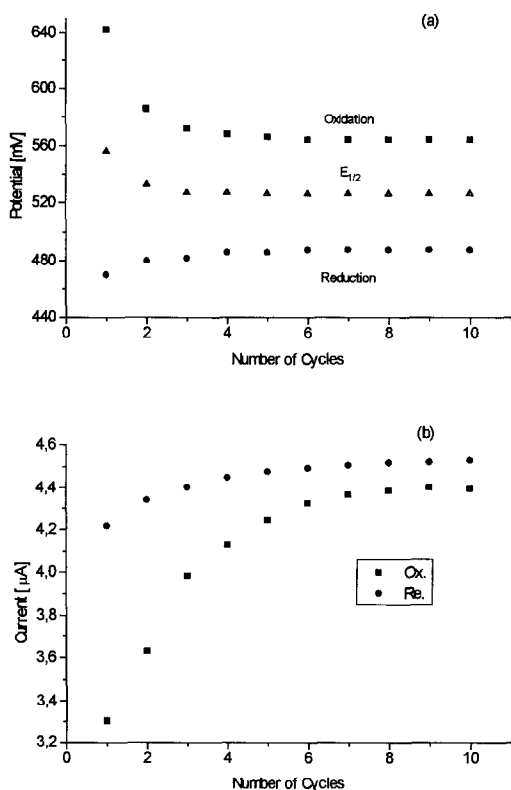 (a)
640
600
560
520
480
440
Potential [mV]
Oxidation
E1/2
Reduction
0 2 4 6 8 10
Number of Cycles
(b)
4,6
4,4
4,2
4,0
3,8
3,6
3,4
3,2
Current [ µA]
Ox.
Re.
0 2 4 6 8 10
Number of Cycles